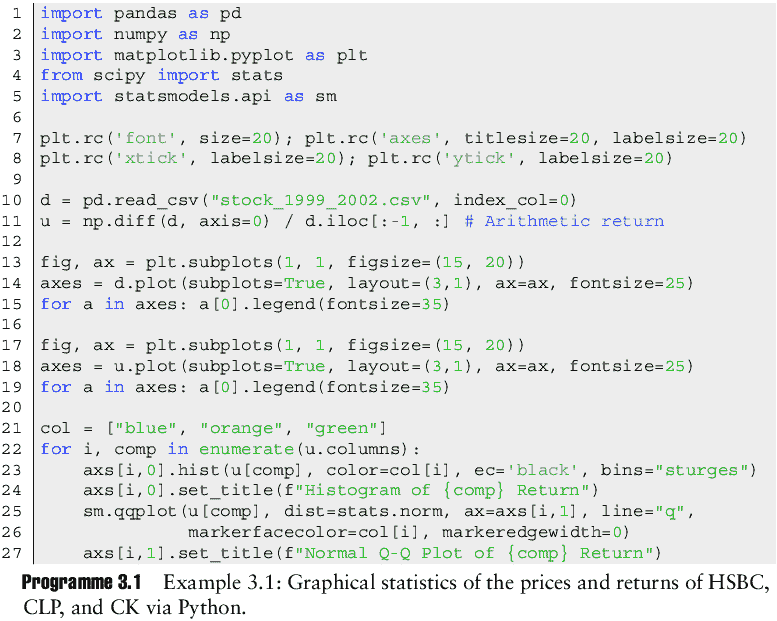 1 import pandas as pd
2 import numpy as np
3 import matplotlib.pyplot as plt
4 from scipy import stats
5 import statsmodels.api as sm
6
7 plt.rc('font', size=20); plt.rc('axes', titlesize=20, labelsize=20)
8 plt.rc('xtick', labelsize=20); plt.rc('ytick', labelsize=20)
9
10 d = pd.read_csv("stock_1999_2002.csv", index_col=0)
11 u = np.diff(d, axis=0) / d.iloc[:-1, :] # Arithmetic return
12
13 fig, ax = plt.subplots(1, 1, figsize=(15, 20))
14 axes = d.plot(subplots=True, layout=(3,1), ax=ax, fontsize=25)
15 for a in axes: a[0].legend(fontsize=35)
16
17 fig, ax = plt.subplots(1, 1, figsize=(15, 20))
18 axes = u.plot(subplots=True, layout=(3,1), ax=ax, fontsize=25)
19 for a in axes: a[0].legend(fontsize=35)
20
21 col = ["blue", "orange", "green"]
22 for i, comp in enumerate(u.columns):
23     axs[i,0].hist(u[comp], color=col[i], ec='black', bins="sturges")
24     axs[i,0].set_title(f"Histogram of {comp} Return")
25     sm.qqplot(u[comp], dist=stats.norm, ax=axs[i,1], line="q",
26               markerfacecolor=col[i], markeredgewidth=0)
27     axs[i,1].set_title(f"Normal Q-Q Plot of {comp} Return")
Programme 3.1 Example 3.1: Graphical statistics of the prices and returns of HSBC,
CLP, and CK via Python.